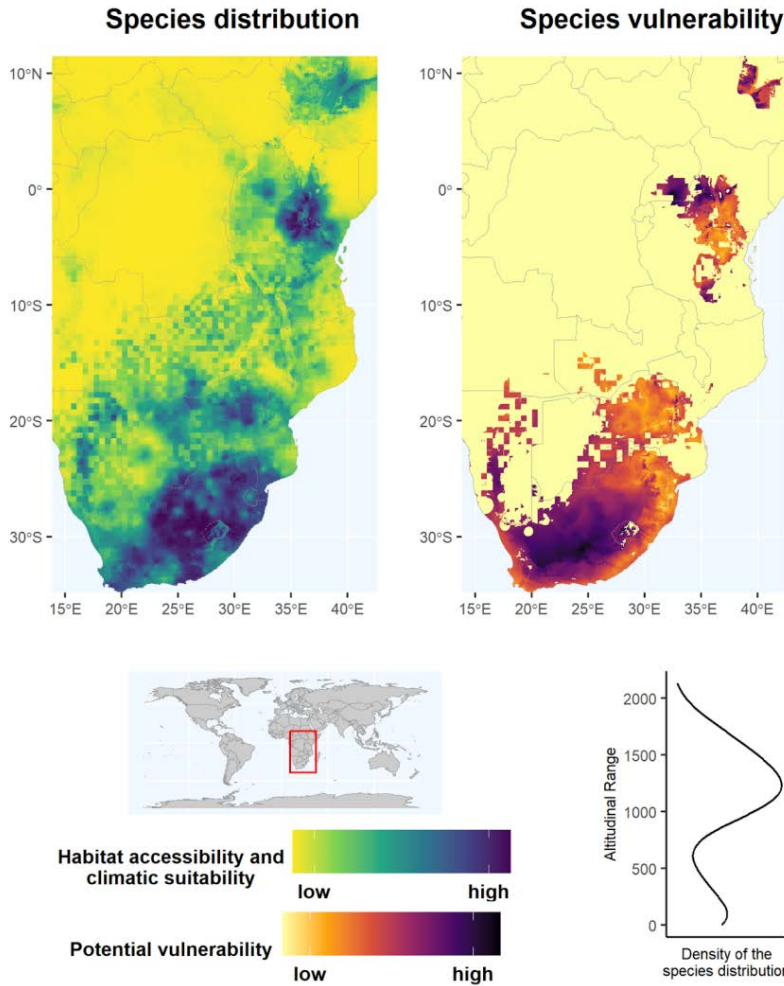 Species distribution
Species vulnerability
10°N
0°
10°S
20°S
30°S
15°E 20°E 25°E 30°E 35°E 40°E
10°N
0°
10°S
20°S
30°S
15°E 20°E 25°E 30°E 35°E 40°E
Habitat accessibility and
climatic suitability
low high
Potential vulnerability
low high
Altitudinal Range
2000
1500
1000
500
0
Density of the
species distribution